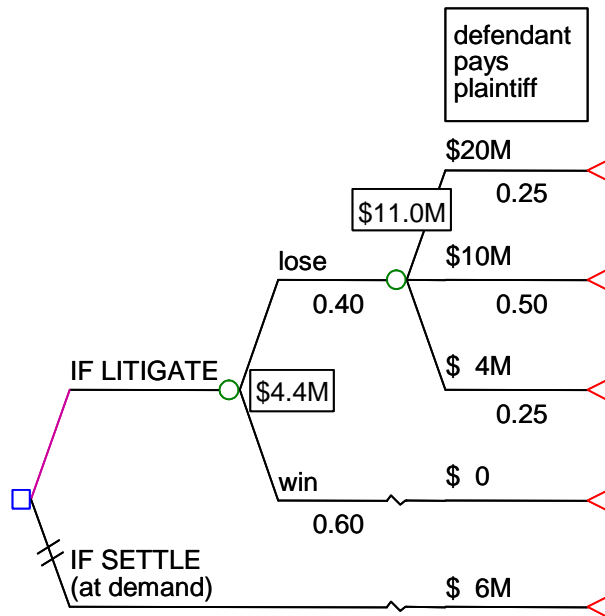 defendant
pays
plaintiff
$20M
0.25
$11.0M
lose
$10M
0.40
0.50
IF LITIGATE
$ 4M
$4.4M
0.25
win
$ 0
0.60
IF SETTLE
(at demand)
$ 6M